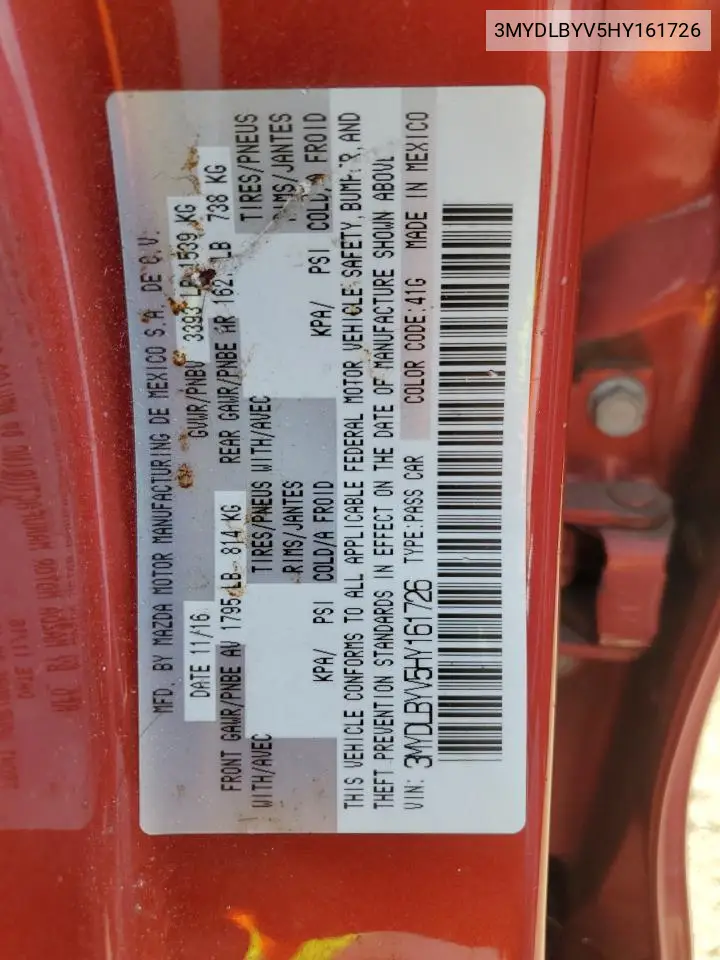 3MYDLBYV5HY161726
MFD. BY MAZDA MOTOR MANUFACTURING DE MEXICO S.A. DE C.V.
DATE 11/16 GVWR/PNBV 3393 LB 1539 KG
FRONT GAWR/PNBE AV 1795 LB 814 KG REAR GAWR/PNBE AR 162 LB 738 KG
WITH/AVEC TIRES/PNEUS WITH/AVEC TIRES/PNEUS
RIMS/JANTES RIMS/JANTES
KPA/ PSI COLD/A FROID KPA/ PSI COLD/A FROID
THIS VEHICLE CONFORMS TO ALL APPLICABLE FEDERAL MOTOR VEHICLE SAFETY, BUMPER, AND
THEFT PREVENTION STANDARDS IN EFFECT ON THE DATE OF MANUFACTURE SHOWN ABOVE
VIN: 3MYDLBYV5HY161726 TYPE:PASS CAR COLOR CODE:41G MADE IN MEXICO